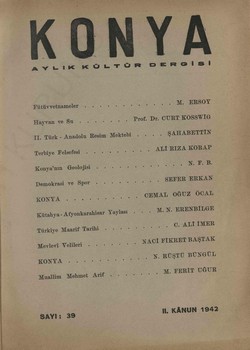 KONYA
AYLIK KÜLTÜR DERGİSİ
Fütüvvetnameler M. ERSOY
Hayvan ve Su Prof. Dr. CURT KOSSWIG
II. Türk - Anadolu Resim Mektebi ŞAHABETTİN
Terbiye Felsefesi ALİ RIZA KORAP
Konya'nın Geolojisi N. F. B.
Demokrasi ve Spor SEFER ERKAN
KONYA CEMAL OĞUZ ÖCAL
Kütahya-Afyonkarahisar Yaylası M. N. ERENBİLGE
Türkiye Maarif Tarihi C. ALİ İMER
Mevlevî Velileri NACİ FİKRET BAŞTAK
KONYA N. RÜŞTÜ BÜNGÜL
Muallim Mehmet Arif M. FERİT UĞUR
SAYI: 39 II. KÂNUN 1942